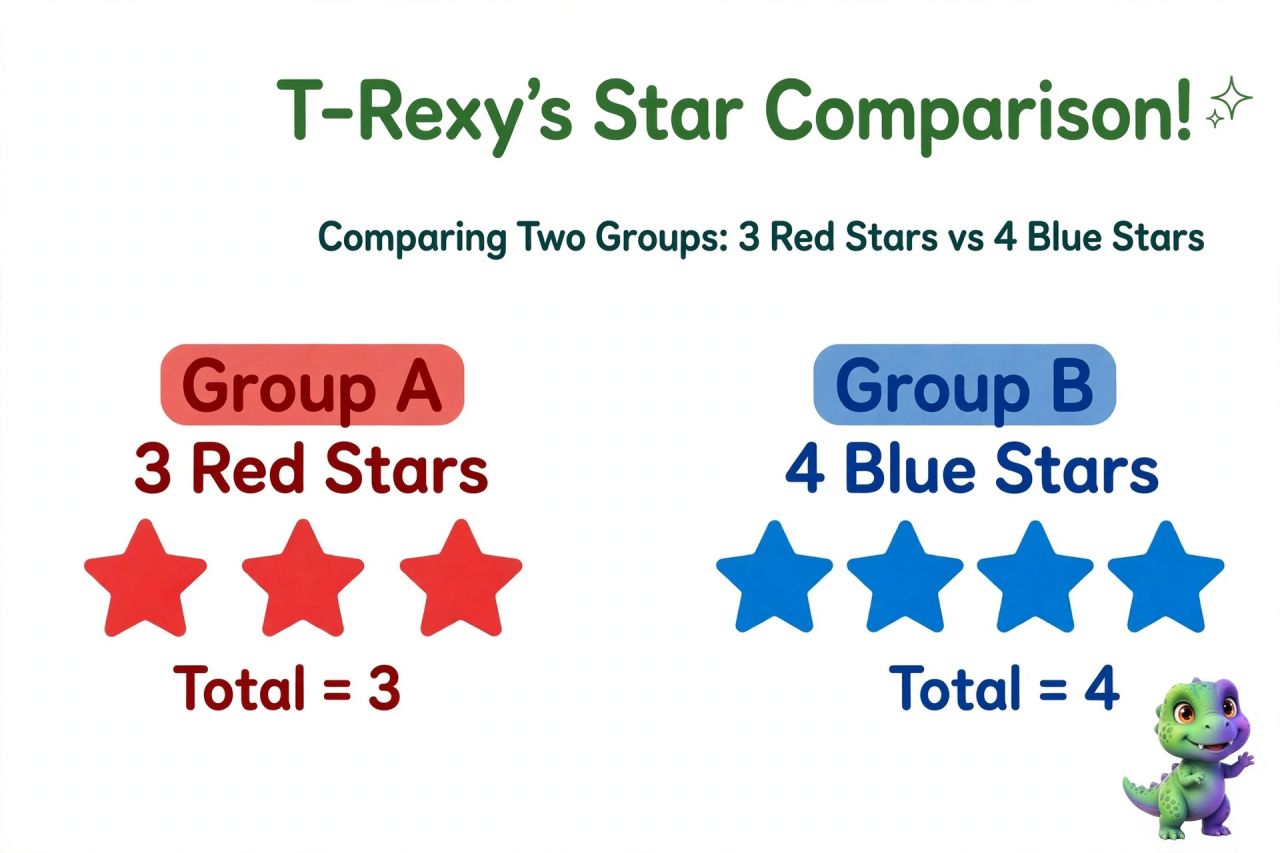 T-Rexy’s Star Comparison!
Comparing Two Groups: 3 Red Stars vs 4 Blue Stars
Group A
3 Red Stars
Total = 3
Group B
4 Blue Stars
Total = 4